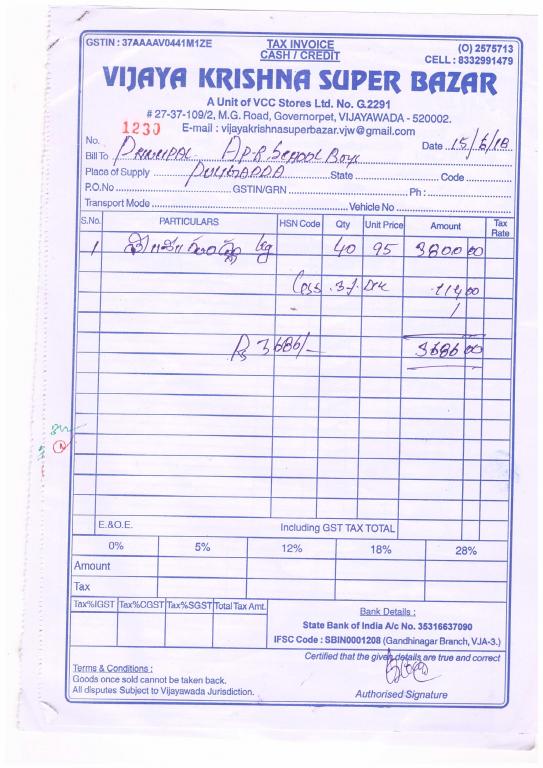 GSTIN : 37AAAAV0441M1ZE TAX INVOICE (O) 2575713
CASH / CREDIT CELL : 8332991479
VIJAYA KRISHNA SUPER BAZAR
A Unit of VCC Stores Ltd. No. G.2291
# 27-37-109/2, M.G. Road, Governorpet, VIJAYAWADA - 520002.
1230 E-mail : vijayakrishnasuperbazar.vjw@gmail.com
No. Date 15/6/18
Bill To PRINCIPAL A.P.R. School Boys
Place of Supply State Code
P.O.No GSTIN/GRN Ph :
Transport Mode Vehicle No
S.No. PARTICULARS HSN Code Qty Unit Price Amount Tax Rate
1 kg 40 95 3800 00
Less 3% Dis 114 00
Rs 3686/- 3686 00
E.&O.E. Including GST TAX TOTAL
0% 5% 12% 18% 28%
Amount
Tax
Tax%IGST Tax%CGST Tax%SGST Total Tax Amt.
Bank Details :
State Bank of India A/c No. 35316637090
IFSC Code : SBIN0001208 (Gandhinagar Branch, VJA-3.)
Certified that the given details are true and correct
Terms & Conditions :
Goods once sold cannot be taken back.
All disputes Subject to Vijayawada Jurisdiction.
Authorised Signature